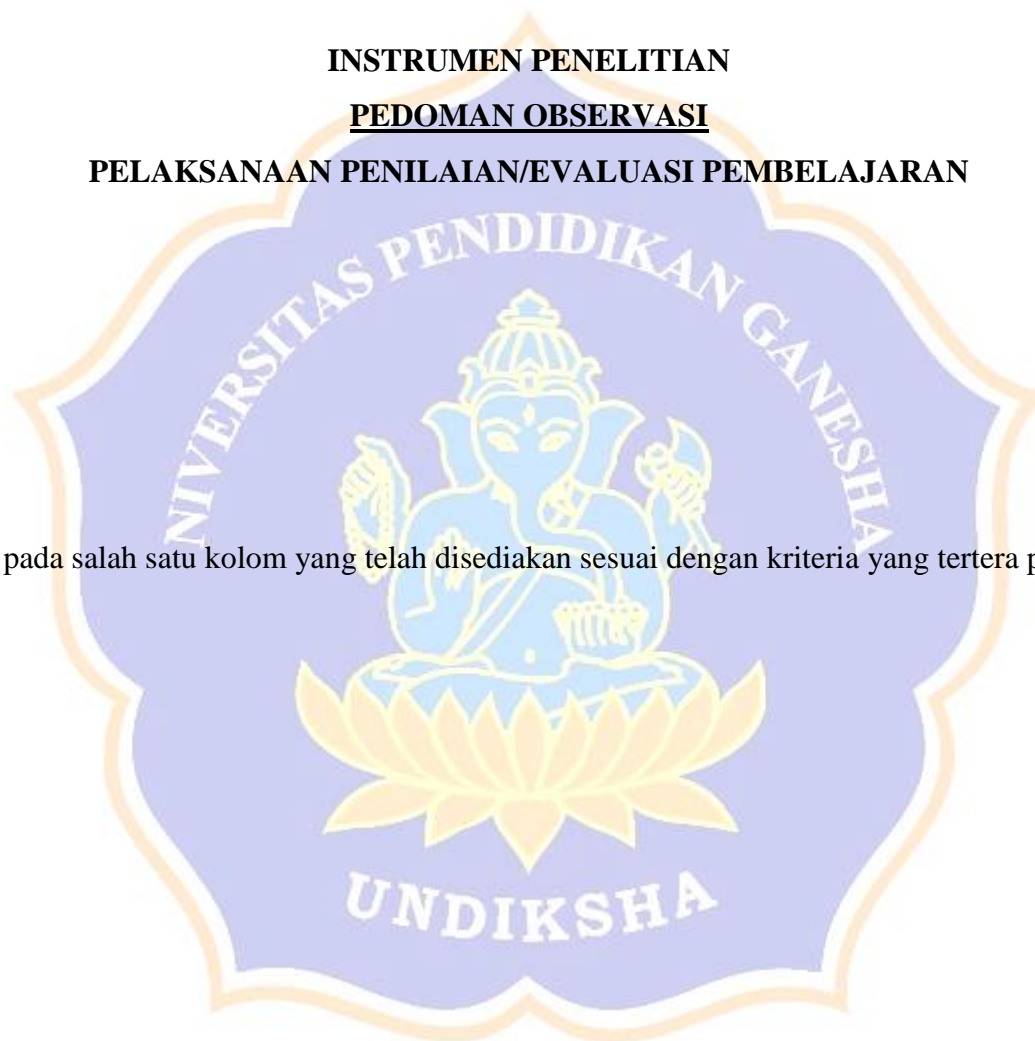 INSTRUMEN PENELITIAN
PEDOMAN OBSERVASI
PELAKSANAAN PENILAIAN/EVALUASI PEMBELAJARAN
NIVERSITAS PENDIDIKAN GANESHA
pada salah satu kolom yang telah disediakan sesuai dengan kriteria yang tertera
UNDIKSHA